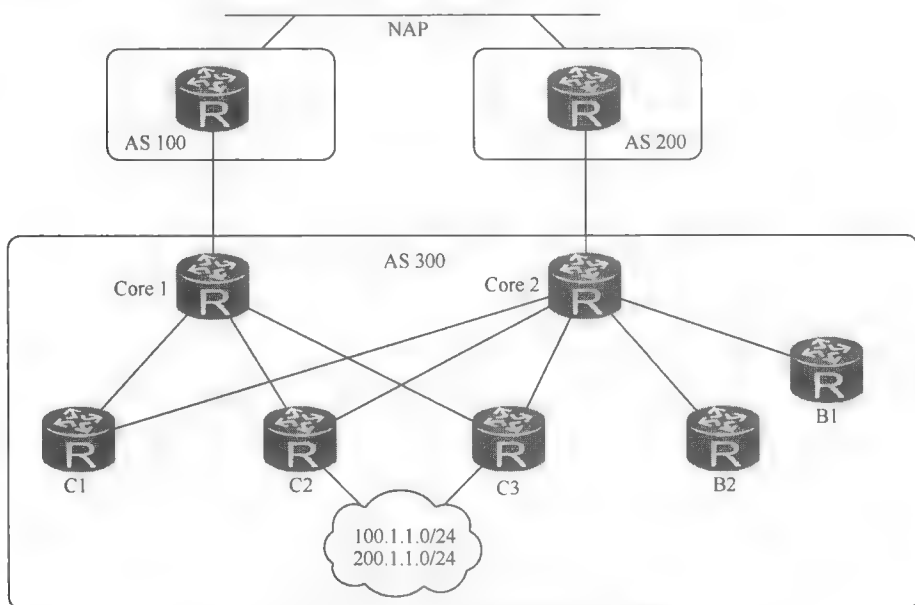 NAP
R
R
AS 100
AS 200
AS 300
Core 1
R
Core 2
R
R
B1
R
R
R
R
C1
C2
C3
B2
100.1.1.0/24
200.1.1.0/24